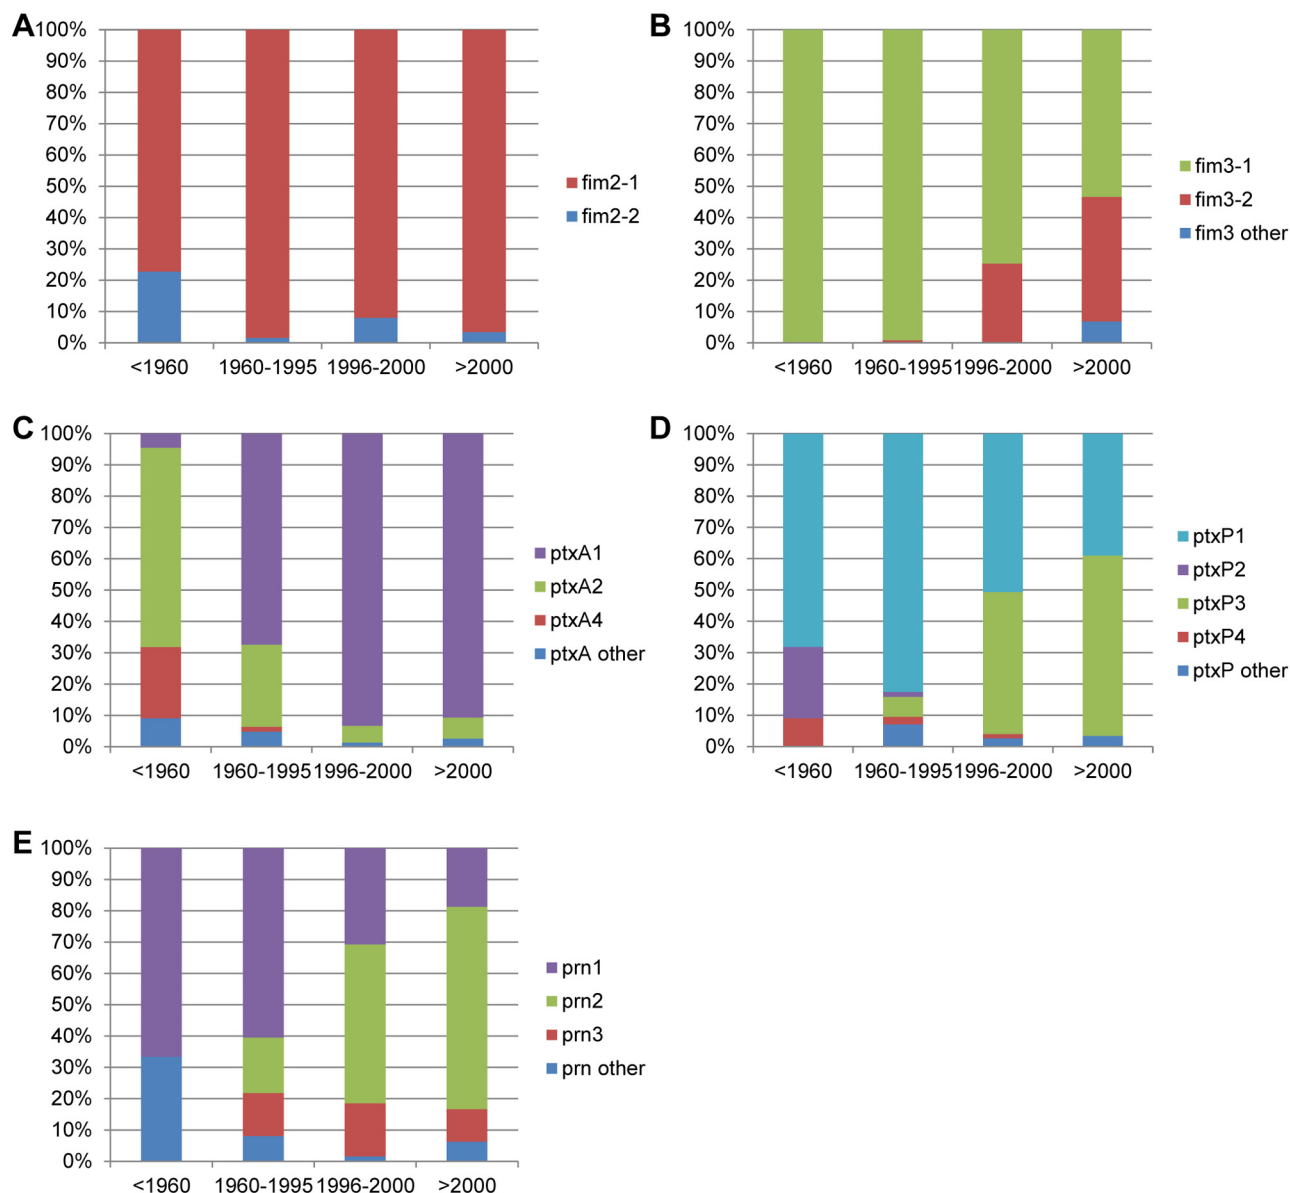 A
100%
90%
80%
70%
60%
50%
40%
30%
20%
10%
0%
<1960 1960-1995 1996-2000 >2000
fim2-1
fim2-2
B
100%
90%
80%
70%
60%
50%
40%
30%
20%
10%
0%
<1960 1960-1995 1996-2000 >2000
fim3-1
fim3-2
fim3 other
C
100%
90%
80%
70%
60%
50%
40%
30%
20%
10%
0%
<1960 1960-1995 1996-2000 >2000
ptxA1
ptxA2
ptxA4
ptxA other
D
100%
90%
80%
70%
60%
50%
40%
30%
20%
10%
0%
<1960 1960-1995 1996-2000 >2000
ptxP1
ptxP2
ptxP3
ptxP4
ptxP other
E
100%
90%
80%
70%
60%
50%
40%
30%
20%
10%
0%
<1960 1960-1995 1996-2000 >2000
prn1
prn2
prn3
prn other